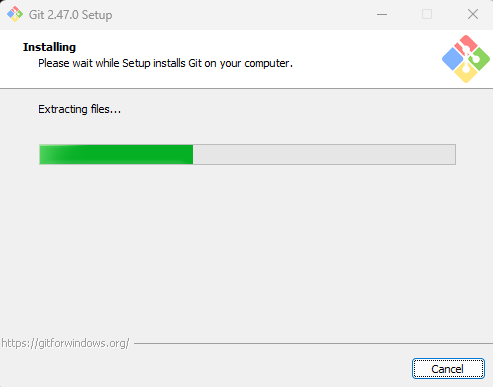 Git 2.47.0 Setup
Installing
Please wait while Setup installs Git on your computer.
Extracting files...
https://gitforwindows.org/
Cancel